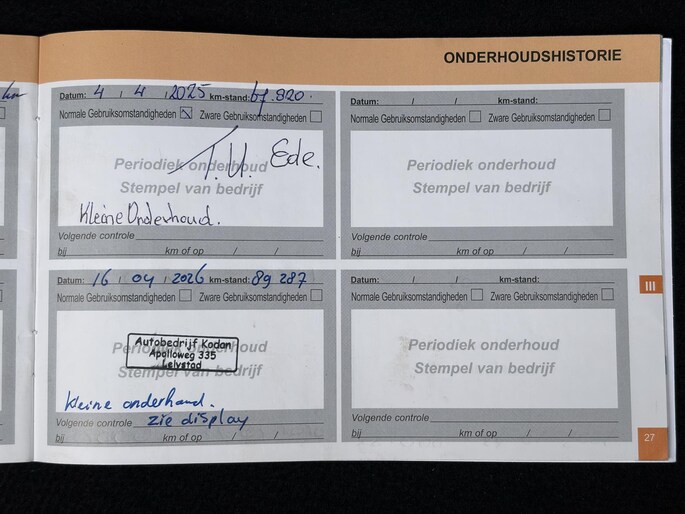 ONDERHOUDSHISTORIE
Datum: 4 / 4 / 2025 km-stand: .920.
Normale Gebruiksomstandigheden Zware Gebruiksomstandigheden
Periodiek onderhoud
T.U. Ede.
Stempel van bedrijf
Kleine Onderhoud.
Volgende controle
bij km of op / /
Datum: / / km-stand:
Normale Gebruiksomstandigheden Zware Gebruiksomstandigheden
Periodiek onderhoud
Stempel van bedrijf
Volgende controle
bij km of op / /
Datum: 16 / 04 / 2026 km-stand: 89 287
Normale Gebruiksomstandigheden Zware Gebruiksomstandigheden
Periodiek onderhoud
Stempel van bedrijf
Autobedrijf Kodan
Apolloweg 335
Lelystad
kleine onderhoud.
Volgende controle zie display
bij km of op / /
Datum: / / km-stand:
Normale Gebruiksomstandigheden Zware Gebruiksomstandigheden
Periodiek onderhoud
Stempel van bedrijf
Volgende controle
bij km of op / /
III
27
km